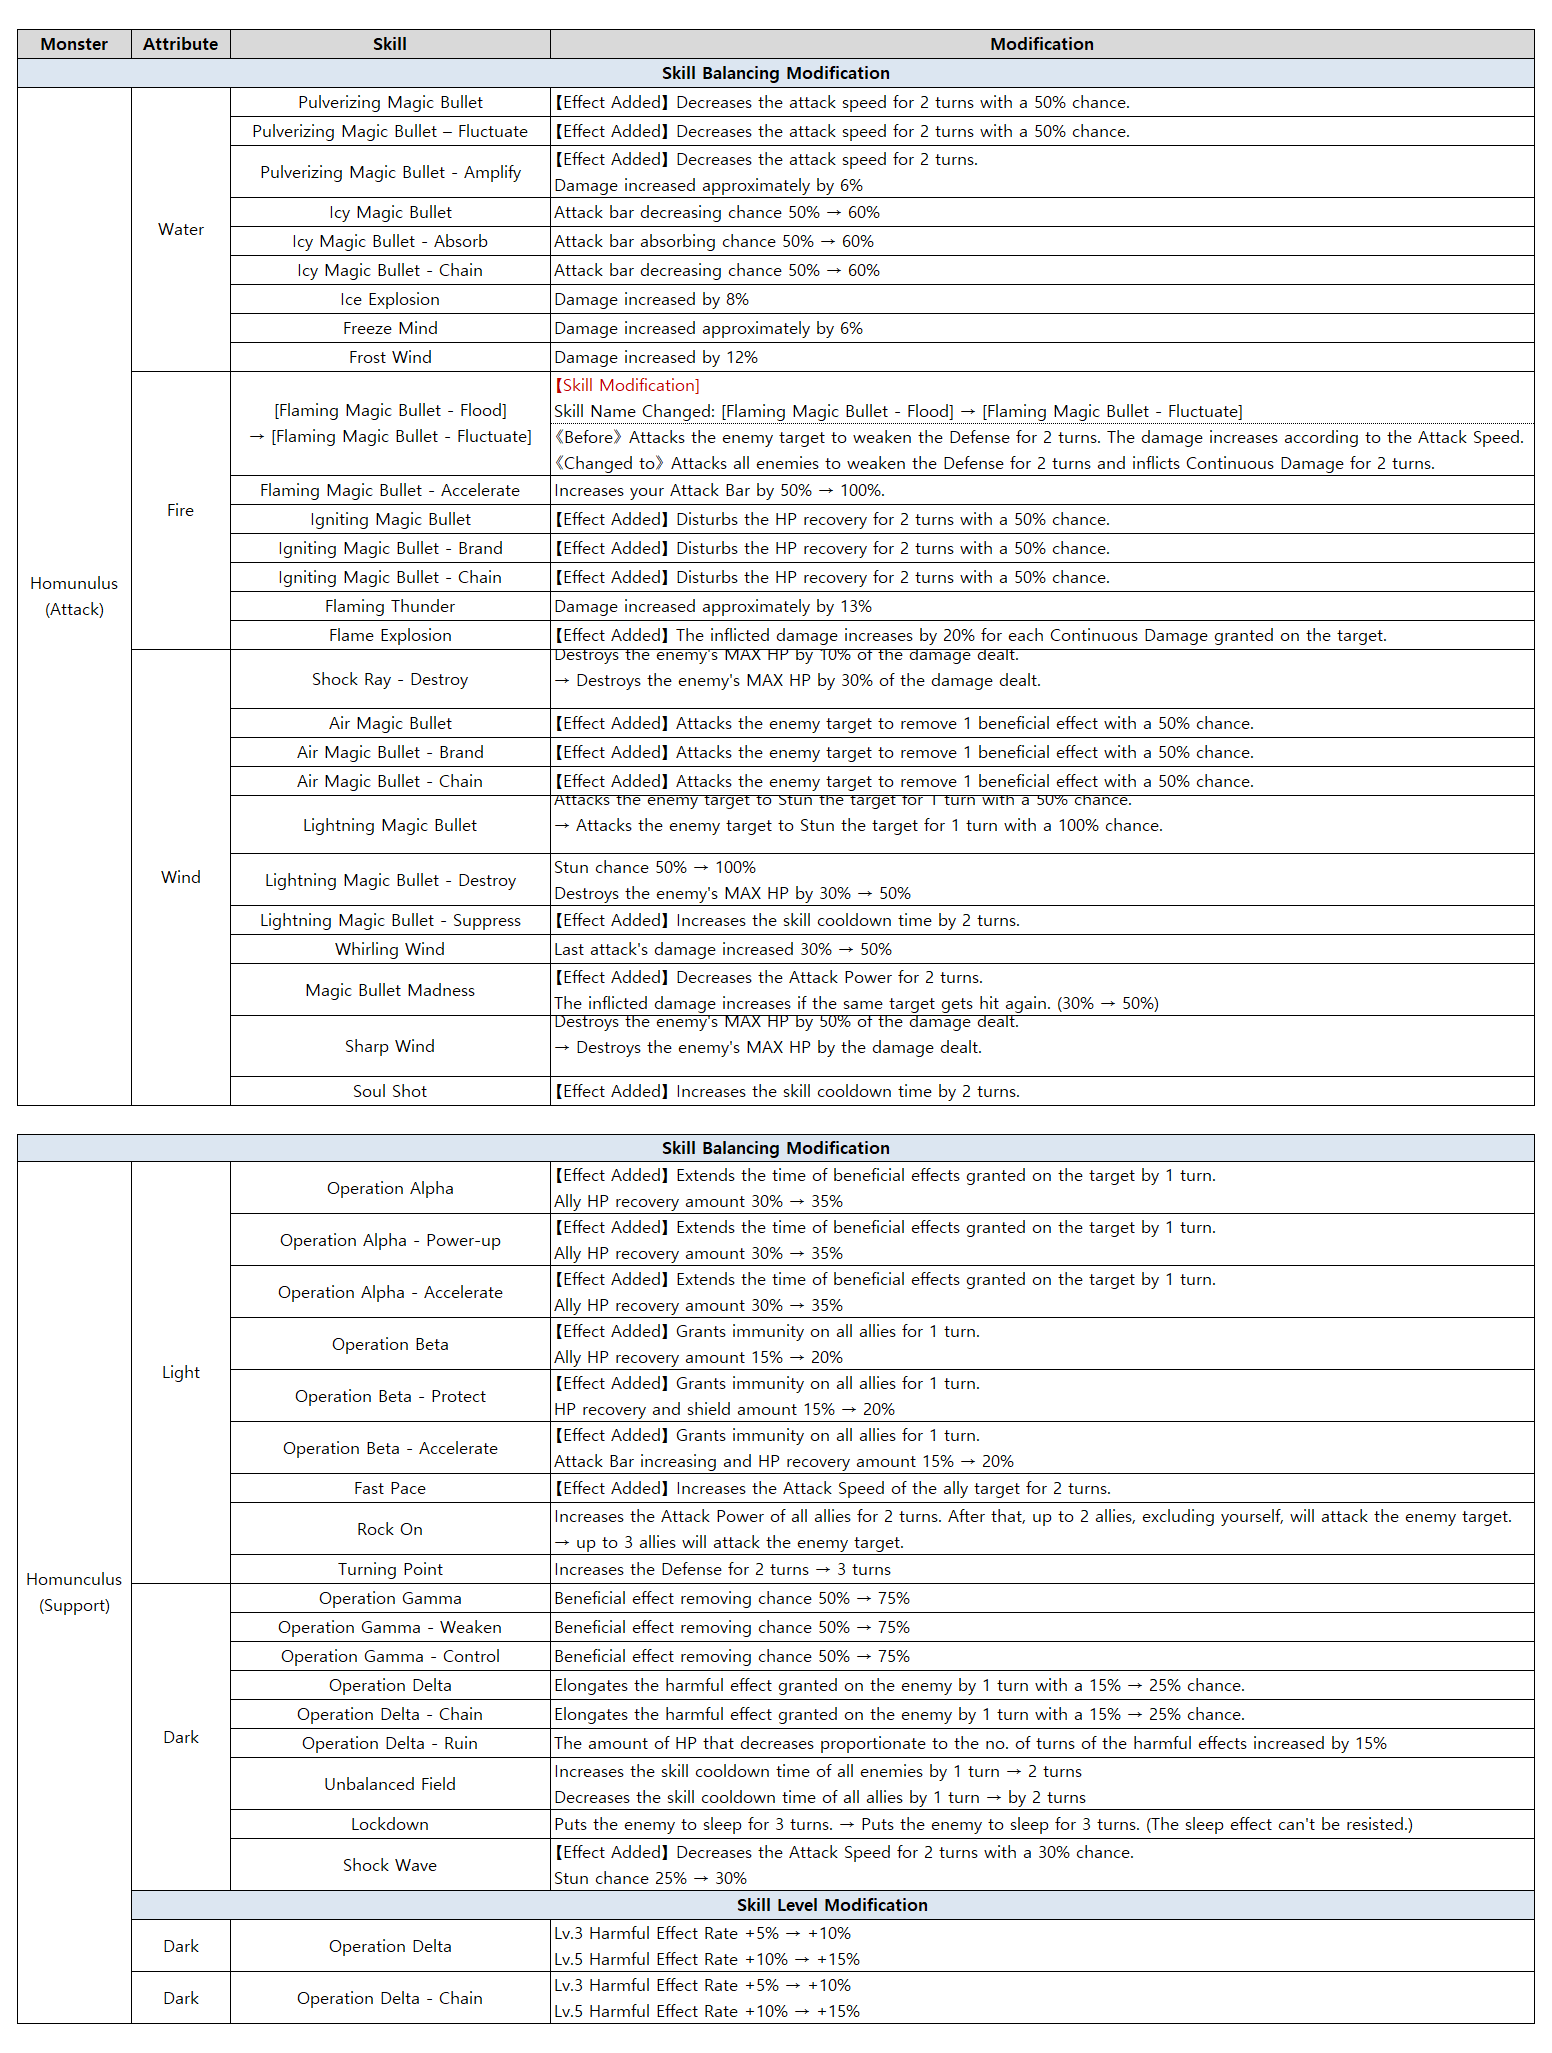 Monster Attribute Skill Modification
Skill Balancing Modification
Homunulus
(Attack)
Water
Pulverizing Magic Bullet 【Effect Added】 Decreases the attack speed for 2 turns with a 50% chance.
Pulverizing Magic Bullet – Fluctuate 【Effect Added】 Decreases the attack speed for 2 turns with a 50% chance.
Pulverizing Magic Bullet - Amplify 【Effect Added】 Decreases the attack speed for 2 turns.
Damage increased approximately by 6%
Icy Magic Bullet Attack bar decreasing chance 50% → 60%
Icy Magic Bullet - Absorb Attack bar absorbing chance 50% → 60%
Icy Magic Bullet - Chain Attack bar decreasing chance 50% → 60%
Ice Explosion Damage increased by 8%
Freeze Mind Damage increased approximately by 6%
Frost Wind Damage increased by 12%
Fire
[Flaming Magic Bullet - Flood]
→ [Flaming Magic Bullet - Fluctuate]
【Skill Modification]
Skill Name Changed: [Flaming Magic Bullet - Flood] → [Flaming Magic Bullet - Fluctuate]
《Before》Attacks the enemy target to weaken the Defense for 2 turns. The damage increases according to the Attack Speed.
《Changed to》Attacks all enemies to weaken the Defense for 2 turns and inflicts Continuous Damage for 2 turns.
Flaming Magic Bullet - Accelerate Increases your Attack Bar by 50% → 100%.
Igniting Magic Bullet 【Effect Added】 Disturbs the HP recovery for 2 turns with a 50% chance.
Igniting Magic Bullet - Brand 【Effect Added】 Disturbs the HP recovery for 2 turns with a 50% chance.
Igniting Magic Bullet - Chain 【Effect Added】 Disturbs the HP recovery for 2 turns with a 50% chance.
Flaming Thunder Damage increased approximately by 13%
Flame Explosion 【Effect Added】 The inflicted damage increases by 20% for each Continuous Damage granted on the target.
Wind
Shock Ray - Destroy Destroys the enemy's MAX HP by 10% of the damage dealt.
→ Destroys the enemy's MAX HP by 30% of the damage dealt.
Air Magic Bullet 【Effect Added】 Attacks the enemy target to remove 1 beneficial effect with a 50% chance.
Air Magic Bullet - Brand 【Effect Added】 Attacks the enemy target to remove 1 beneficial effect with a 50% chance.
Air Magic Bullet - Chain 【Effect Added】 Attacks the enemy target to remove 1 beneficial effect with a 50% chance.
Lightning Magic Bullet Attacks the enemy target to Stun the target for 1 turn with a 50% chance.
→ Attacks the enemy target to Stun the target for 1 turn with a 100% chance.
Lightning Magic Bullet - Destroy Stun chance 50% → 100%
Destroys the enemy's MAX HP by 30% → 50%
Lightning Magic Bullet - Suppress 【Effect Added】 Increases the skill cooldown time by 2 turns.
Whirling Wind Last attack's damage increased 30% → 50%
Magic Bullet Madness 【Effect Added】 Decreases the Attack Power for 2 turns.
The inflicted damage increases if the same target gets hit again. (30% → 50%)
Sharp Wind Destroys the enemy's MAX HP by 50% of the damage dealt.
→ Destroys the enemy's MAX HP by the damage dealt.
Soul Shot 【Effect Added】 Increases the skill cooldown time by 2 turns.
Skill Balancing Modification
Homunculus
(Support)
Light
Operation Alpha 【Effect Added】 Extends the time of beneficial effects granted on the target by 1 turn.
Ally HP recovery amount 30% → 35%
Operation Alpha - Power-up 【Effect Added】 Extends the time of beneficial effects granted on the target by 1 turn.
Ally HP recovery amount 30% → 35%
Operation Alpha - Accelerate 【Effect Added】 Extends the time of beneficial effects granted on the target by 1 turn.
Ally HP recovery amount 30% → 35%
Operation Beta 【Effect Added】 Grants immunity on all allies for 1 turn.
Ally HP recovery amount 15% → 20%
Operation Beta - Protect 【Effect Added】 Grants immunity on all allies for 1 turn.
HP recovery and shield amount 15% → 20%
Operation Beta - Accelerate 【Effect Added】 Grants immunity on all allies for 1 turn.
Attack Bar increasing and HP recovery amount 15% → 20%
Fast Pace 【Effect Added】 Increases the Attack Speed of the ally target for 2 turns.
Rock On Increases the Attack Power of all allies for 2 turns. After that, up to 2 allies, excluding yourself, will attack the enemy target.
→ up to 3 allies will attack the enemy target.
Turning Point Increases the Defense for 2 turns → 3 turns
Dark
Operation Gamma Beneficial effect removing chance 50% → 75%
Operation Gamma - Weaken Beneficial effect removing chance 50% → 75%
Operation Gamma - Control Beneficial effect removing chance 50% → 75%
Operation Delta Elongates the harmful effect granted on the enemy by 1 turn with a 15% → 25% chance.
Operation Delta - Chain Elongates the harmful effect granted on the enemy by 1 turn with a 15% → 25% chance.
Operation Delta - Ruin The amount of HP that decreases proportionate to the no. of turns of the harmful effects increased by 15%
Unbalanced Field Increases the skill cooldown time of all enemies by 1 turn → 2 turns
Decreases the skill cooldown time of all allies by 1 turn → by 2 turns
Lockdown Puts the enemy to sleep for 3 turns. → Puts the enemy to sleep for 3 turns. (The sleep effect can't be resisted.)
Shock Wave 【Effect Added】 Decreases the Attack Speed for 2 turns with a 30% chance.
Stun chance 25% → 30%
Skill Level Modification
Dark Operation Delta Lv.3 Harmful Effect Rate +5% → +10%
Lv.5 Harmful Effect Rate +10% → +15%
Dark Operation Delta - Chain Lv.3 Harmful Effect Rate +5% → +10%
Lv.5 Harmful Effect Rate +10% → +15%